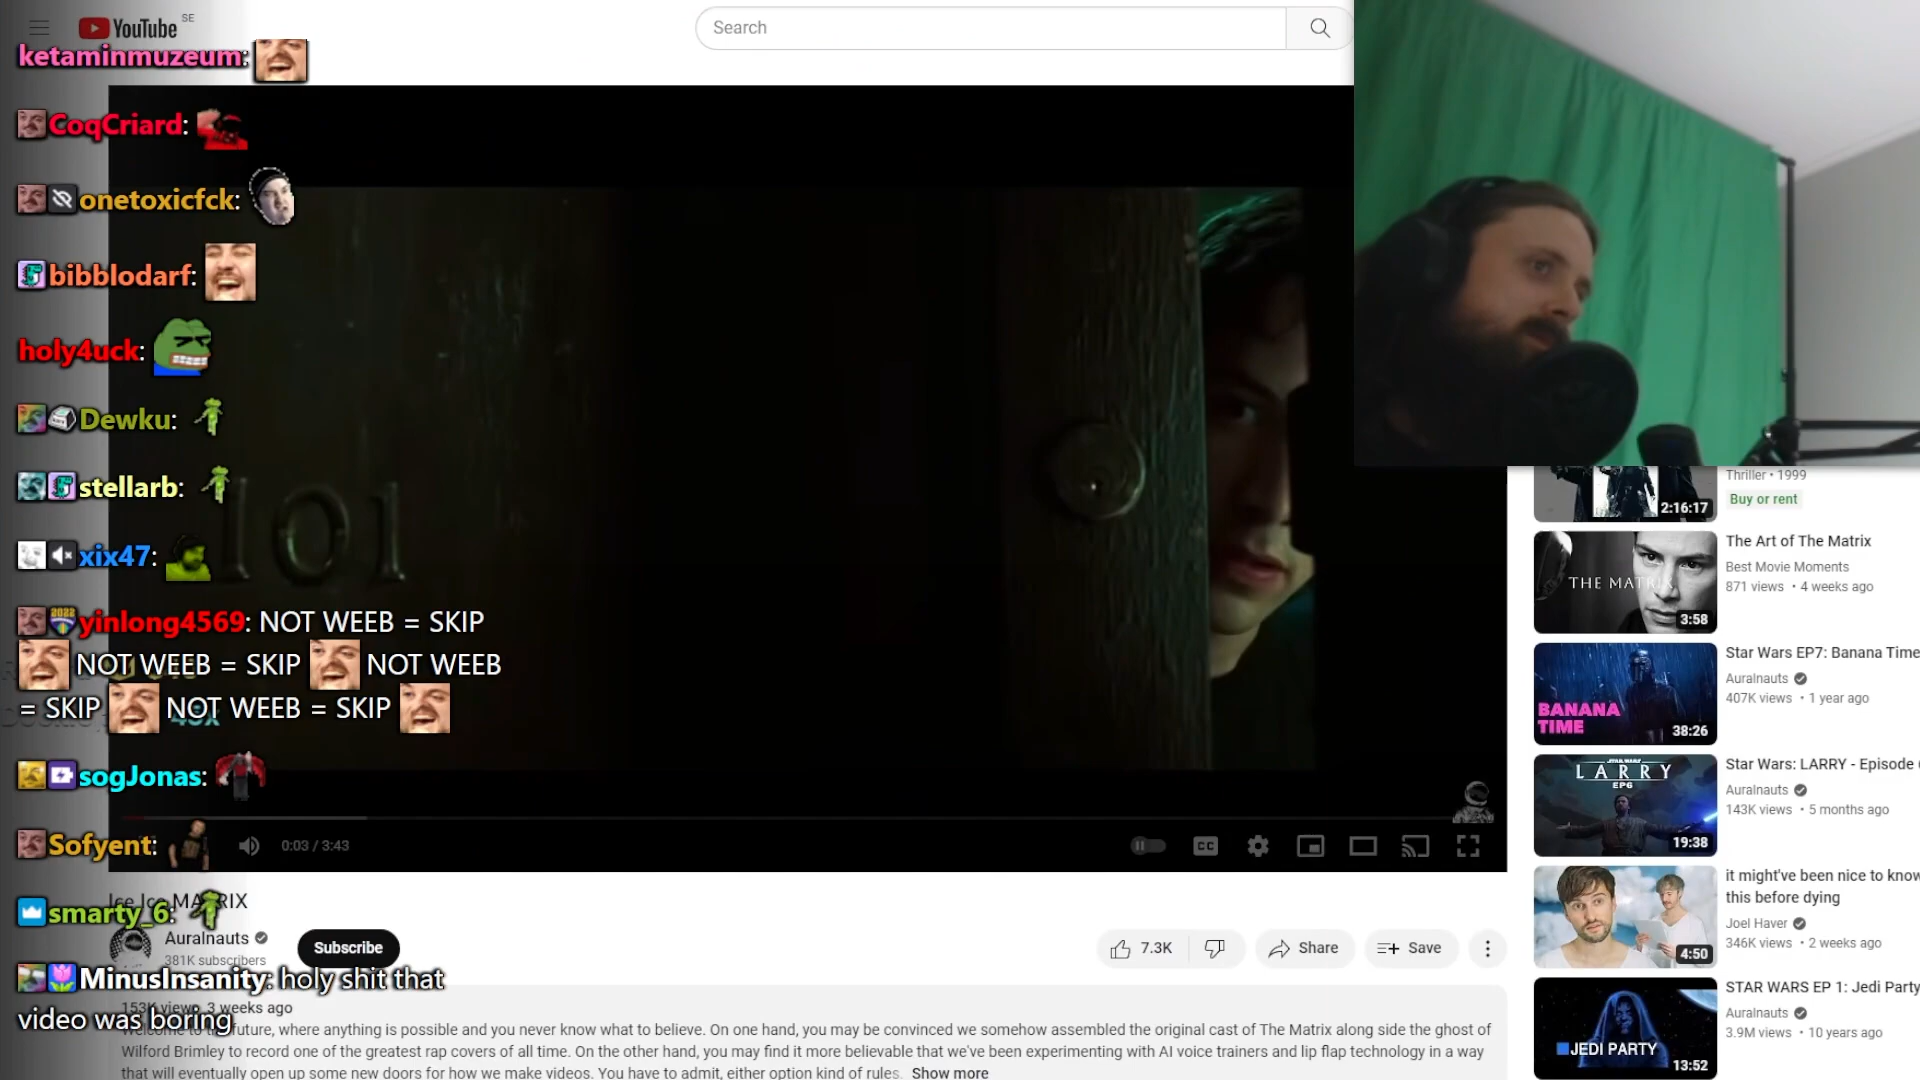 YouTube SE
Search
ketaminmuzeum:
CoqCriard:
onetoxicfck:
bibblodarf:
holy4uck:
Dewku:
stellarb:
xix47:
yinlong4569: NOT WEEB = SKIP
NOT WEEB = SKIP NOT WEEB
= SKIP NOT WEEB = SKIP
sogJonas:
Sofyent:
smarty_6:
MinusInsanity: holy shit that
video was boring
101
0:03 / 3:43
CC
Ice Ice MATRIX
Auralnauts
381K subscribers
Subscribe
7.3K
Share
Save
153K views 3 weeks ago
future, where anything is possible and you never know what to believe. On one hand, you may be convinced we somehow assembled the original cast of The Matrix along side the ghost of
Wilford Brimley to record one of the greatest rap covers of all time. On the other hand, you may find it more believable that we've been experimenting with AI voice trainers and lip flap technology in a way
that will eventually open up some new doors for how we make videos. You have to admit, either option kind of rules. Show more
Thriller • 1999
Buy or rent
2:16:17
The Art of The Matrix
Best Movie Moments
871 views • 4 weeks ago
THE MATRIX
3:58
Star Wars EP7: Banana Time
Auralnauts
407K views • 1 year ago
BANANA
TIME
38:26
Star Wars: LARRY - Episode
Auralnauts
143K views • 5 months ago
STAR WARS
LARRY
EP6
19:38
it might've been nice to know
this before dying
Joel Haver
346K views • 2 weeks ago
4:50
STAR WARS EP 1: Jedi Party
Auralnauts
3.9M views • 10 years ago
JEDI PARTY
13:52